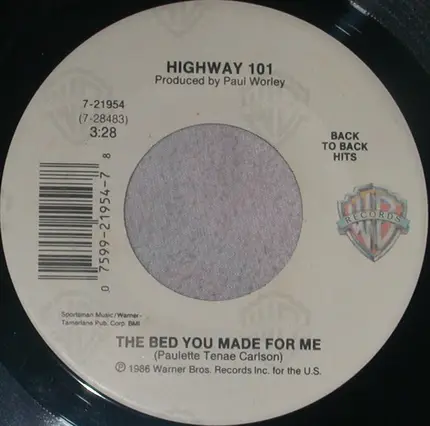 HIGHWAY 101
Produced by Paul Worley
7-21954
(7-28483)
3:28
BACK
TO BACK
HITS
0 7599-21954-7 8
WB
RECORDS
Sportsman Music/Warner-
Tamerlane Pub. Corp. BMI
THE BED YOU MADE FOR ME
(Paulette Tenae Carlson)
℗ 1986 Warner Bros. Records Inc. for the U.S.